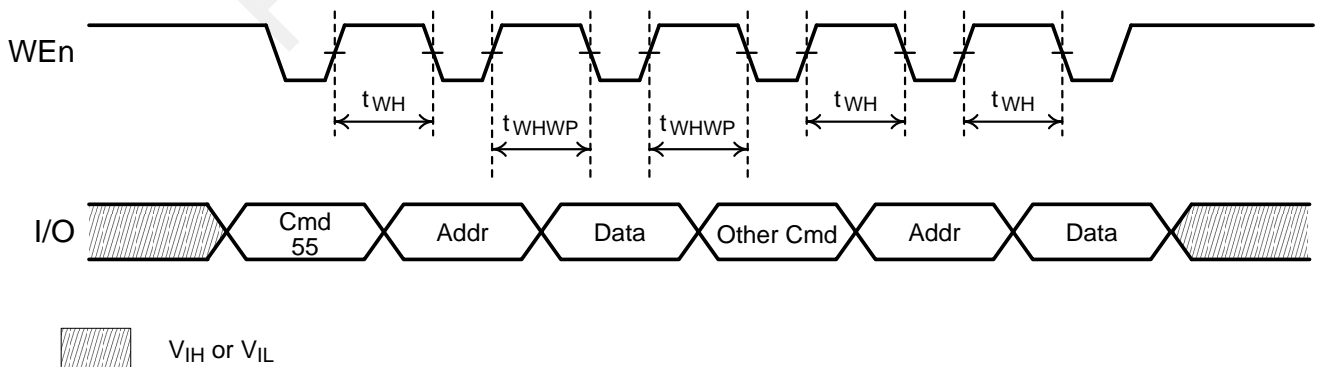 WEn
tWH
tWHWP
tWHWP
tWH
tWH
I/O
Cmd
55
Addr
Data
Other Cmd
Addr
Data
VIH or VIL